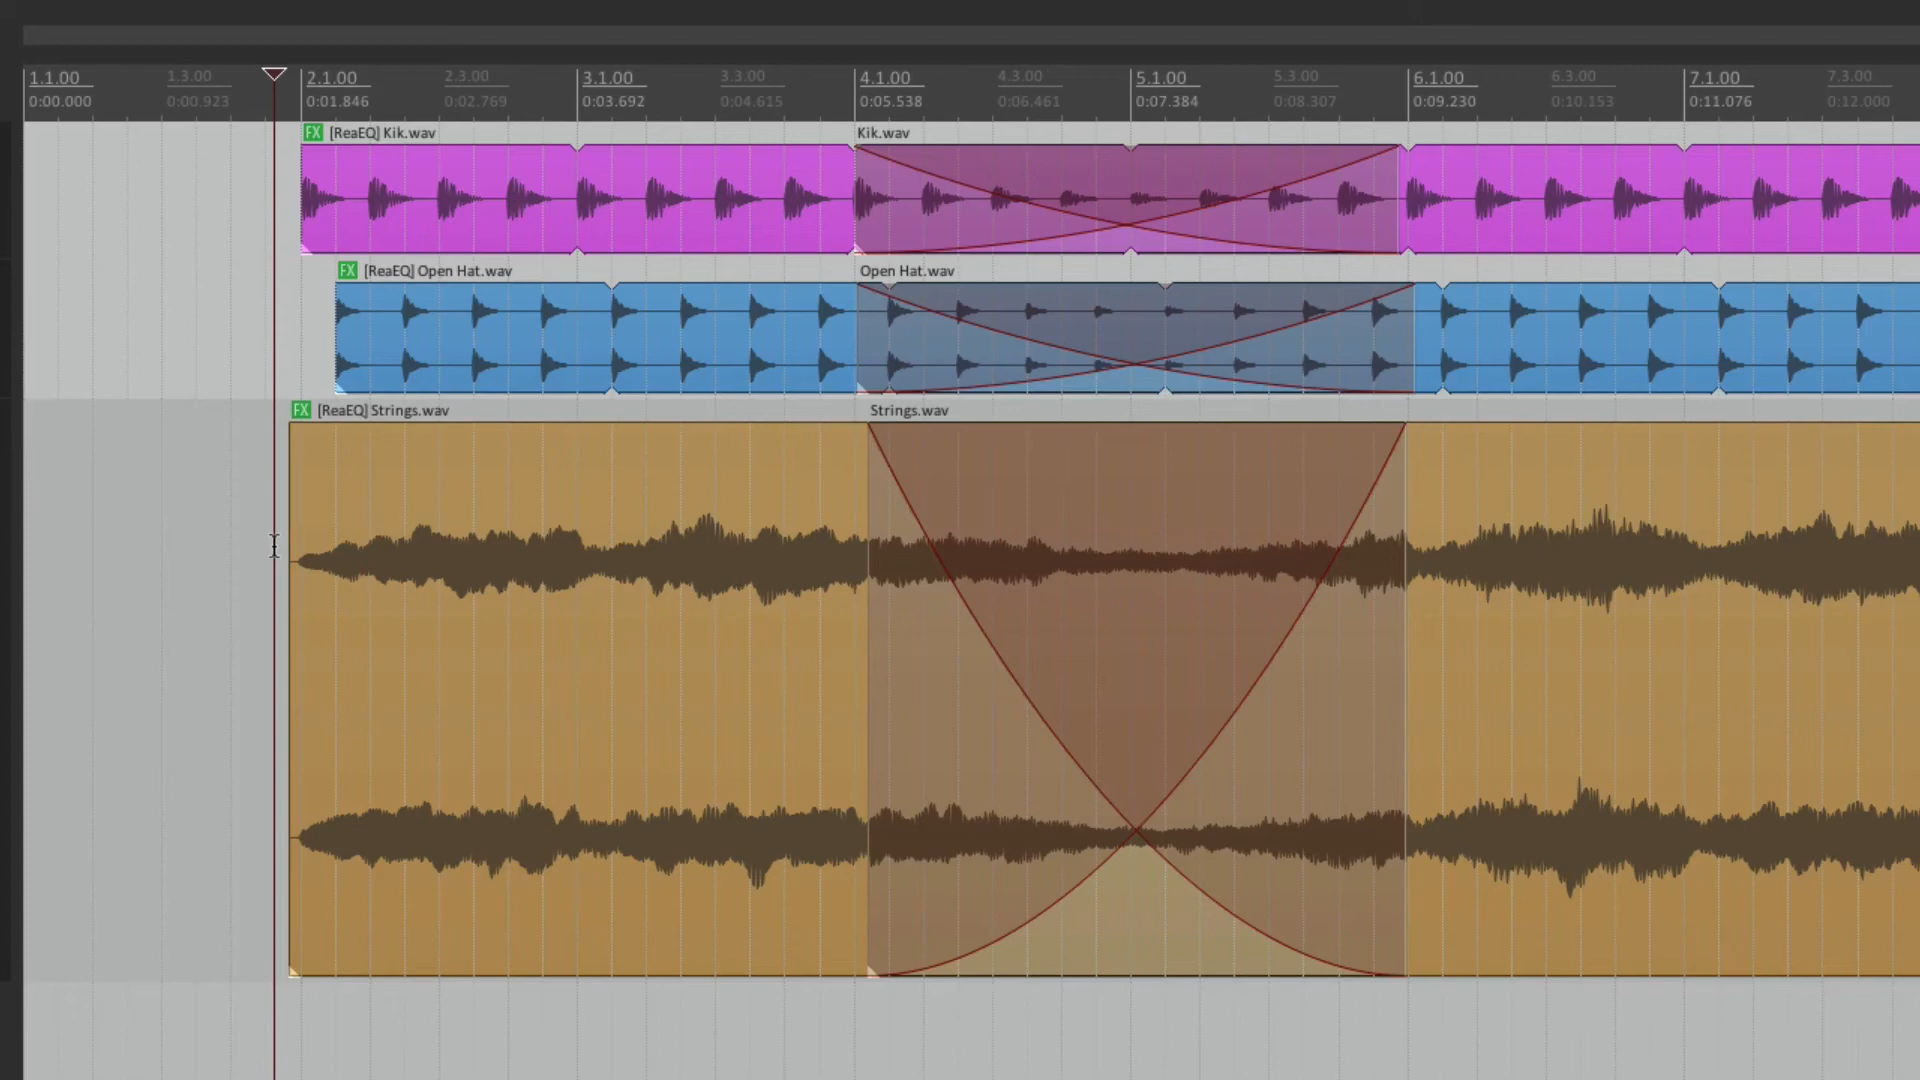 1.1.00 1.3.00 2.1.00 2.3.00 3.1.00 3.3.00 4.1.00 4.3.00 5.1.00 5.3.00 6.1.00 6.3.00 7.1.00 7.3.00
0:00.000 0:00.923 0:01.846 0:02.769 0:03.692 0:04.615 0:05.538 0:06.461 0:07.384 0:08.307 0:09.230 0:10.153 0:11.076 0:12.000
FX [ReaEQ] Kik.wav Kik.wav
FX [ReaEQ] Open Hat.wav Open Hat.wav
FX [ReaEQ] Strings.wav Strings.wav